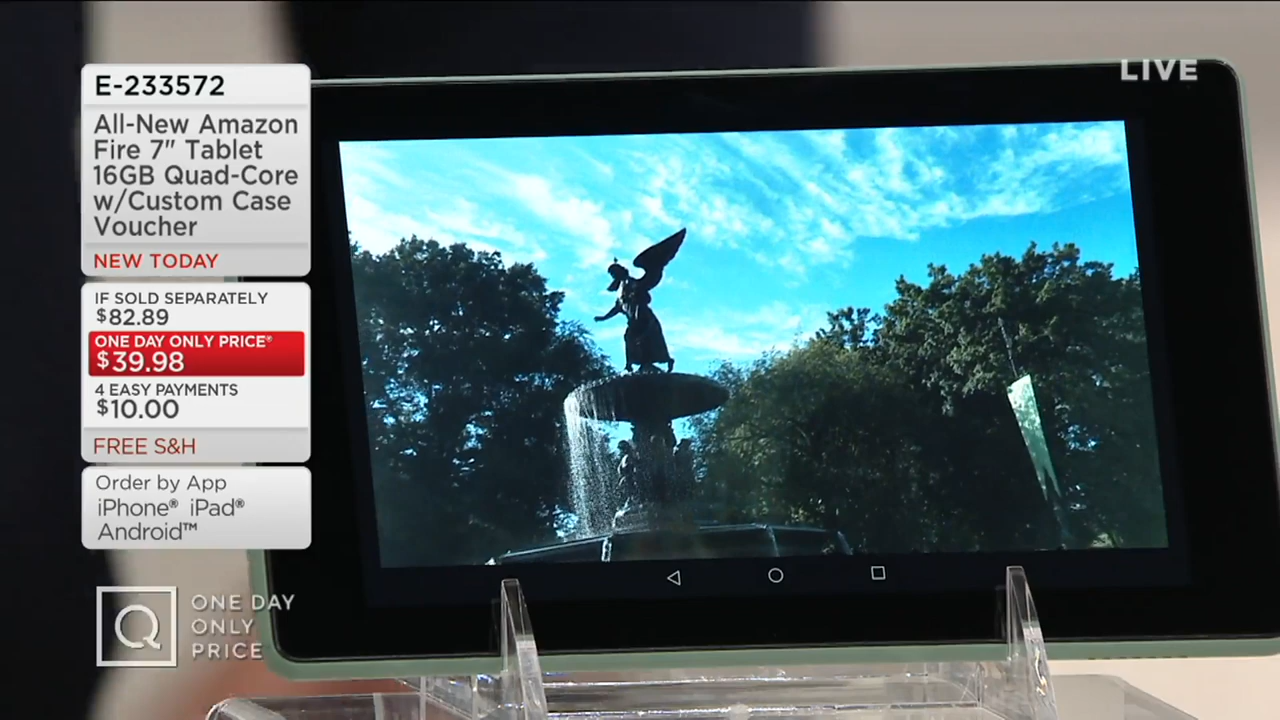 E-233572
All-New Amazon
Fire 7" Tablet
16GB Quad-Core
w/Custom Case
Voucher
NEW TODAY
IF SOLD SEPARATELY
$82.89
ONE DAY ONLY PRICE®
$39.98
4 EASY PAYMENTS
$10.00
FREE S&H
Order by App
iPhone® iPad®
Android™
Q
ONE DAY
ONLY
PRICE
LIVE